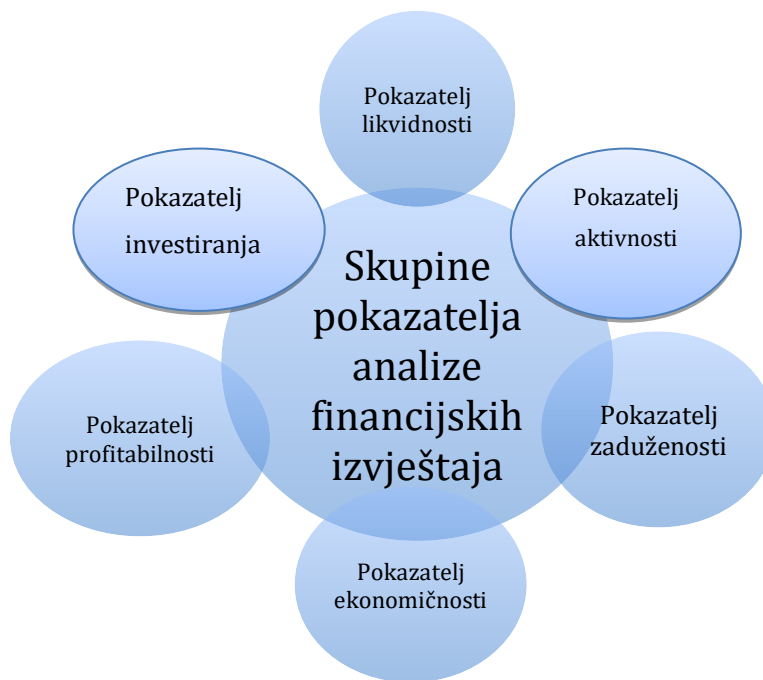 Pokazatelj
likvidnosti
Pokazatelj
investiranja
Pokazatelj
aktivnosti
Skupine
pokazatelja
analize
financijskih
izvještaja
Pokazatelj
profitabilnosti
Pokazatelj
zaduženosti
Pokazatelj
ekonomičnosti